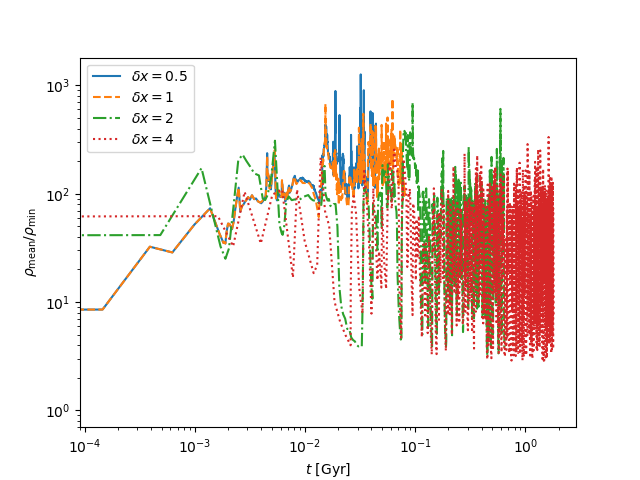 δx = 0.5
δx = 1
δx = 2
δx = 4
10³
10²
10¹
10⁰
ρmean/ρmin
10⁻⁴ 10⁻³ 10⁻² 10⁻¹ 10⁰
t [Gyr]